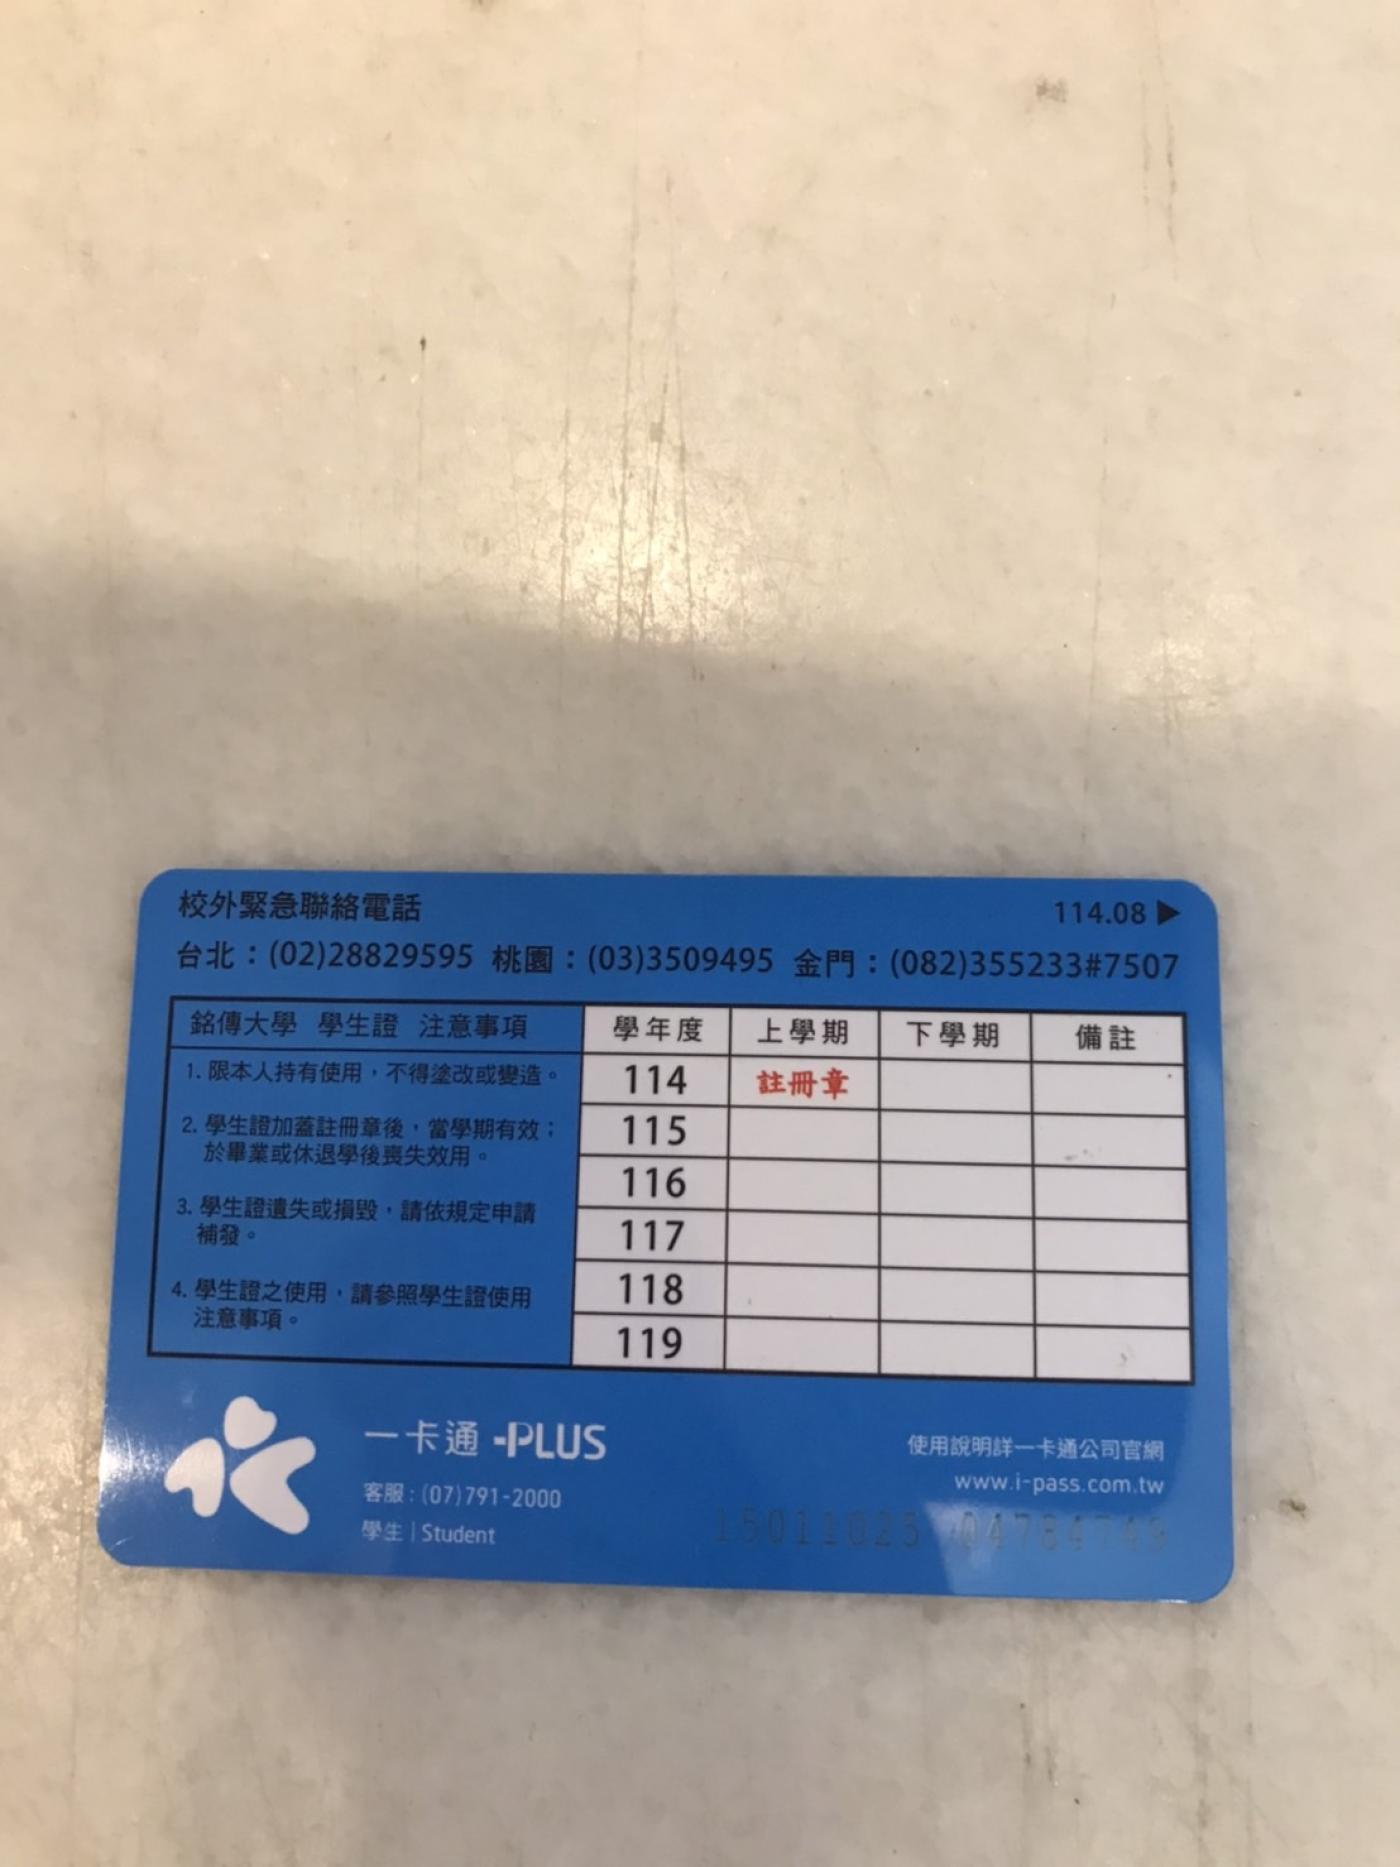 校外緊急聯絡電話 114.08 ▶
台北：(02)28829595 桃園：(03)3509495 金門：(082)355233#7507
銘傳大學 學生證 注意事項
1. 限本人持有使用，不得塗改或變造。
2. 學生證加蓋註冊章後，當學期有效；
於畢業或休退學後喪失效用。
3. 學生證遺失或損毀，請依規定申請
補發。
4. 學生證之使用，請參照學生證使用
注意事項。
學年度 上學期 下學期 備註
114 註冊章
115
116
117
118
119
一卡通 -PLUS
客服：(07)791-2000
學生 | Student
使用說明詳一卡通公司官網
www.i-pass.com.tw
15011025 04784749